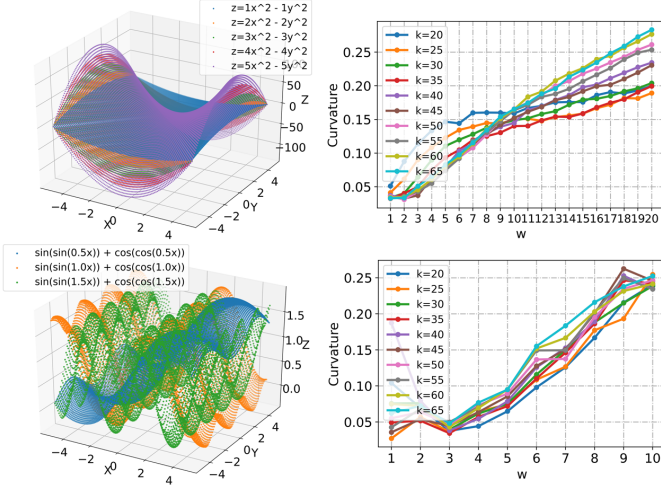 z=1x^2 - 1y^2
z=2x^2 - 2y^2
z=3x^2 - 3y^2
z=4x^2 - 4y^2
z=5x^2 - 5y^2
50
Z
0
−50
−100
−4 −2 0 2 4
X
−4 −2 0 2 4
Y
Curvature
0.25
0.20
0.15
0.10
0.05
k=20
k=25
k=30
k=35
k=40
k=45
k=50
k=55
k=60
k=65
1 2 3 4 5 6 7 8 9 10 11 12 13 14 15 16 17 18 19 20
w
sin(sin(0.5x)) + cos(cos(0.5x))
sin(sin(1.0x)) + cos(cos(1.0x))
sin(sin(1.5x)) + cos(cos(1.5x))
1.5
1.0
Z
0.5
0.0
−4 −2 0 2 4
X
−4 −2 0 2 4
Y
Curvature
0.25
0.20
0.15
0.10
0.05
k=20
k=25
k=30
k=35
k=40
k=45
k=50
k=55
k=60
k=65
1 2 3 4 5 6 7 8 9 10
w